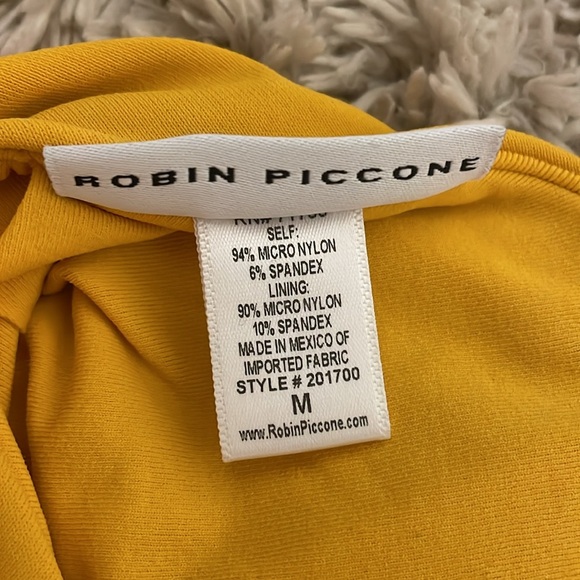 ROBIN PICCONE
SELF:
94% MICRO NYLON
6% SPANDEX
LINING:
90% MICRO NYLON
10% SPANDEX
MADE IN MEXICO OF
IMPORTED FABRIC
STYLE # 201700
M
www.RobinPiccone.com